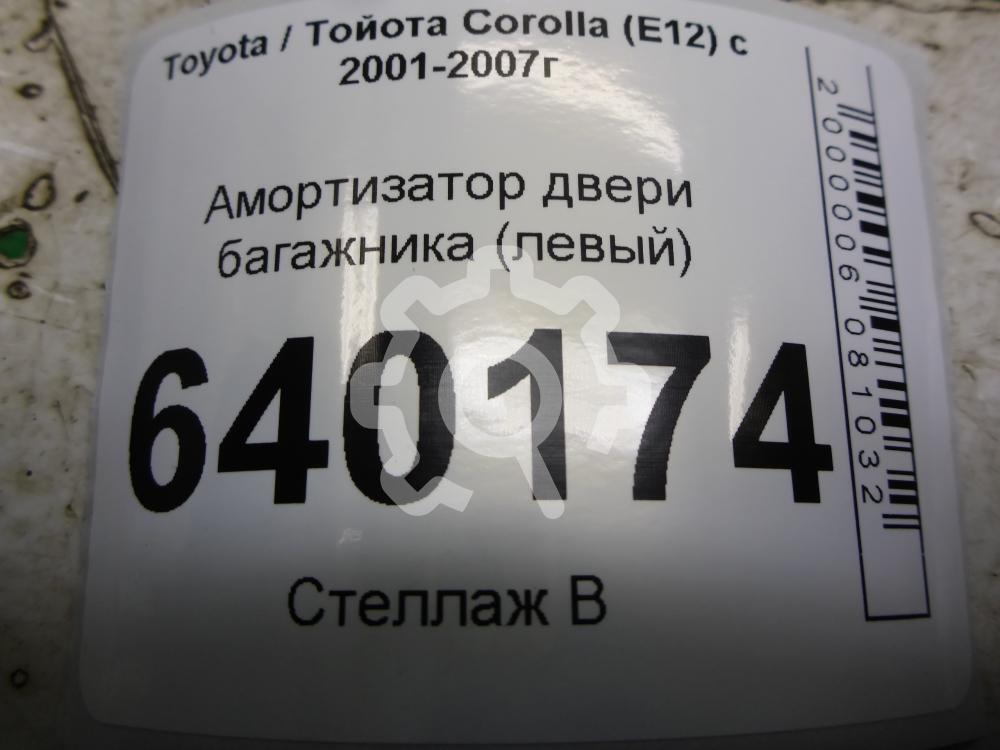 Toyota / Тойота Corolla (E12) с
2001-2007г
Амортизатор двери
багажника (левый)
640174
Стеллаж В
2000006081032